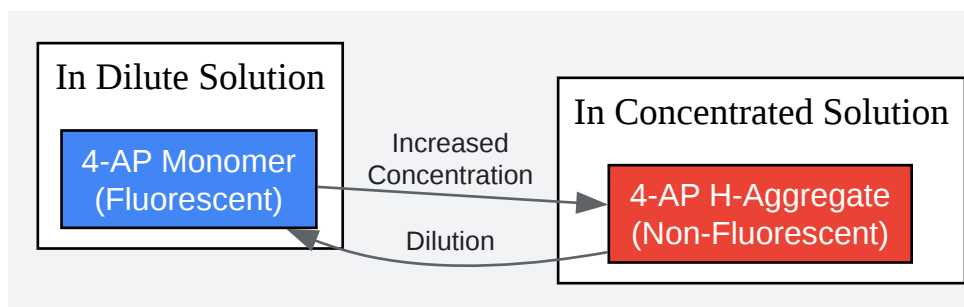 In Dilute Solution
4-AP Monomer
(Fluorescent)
Increased
Concentration
Dilution
In Concentrated Solution
4-AP H-Aggregate
(Non-Fluorescent)